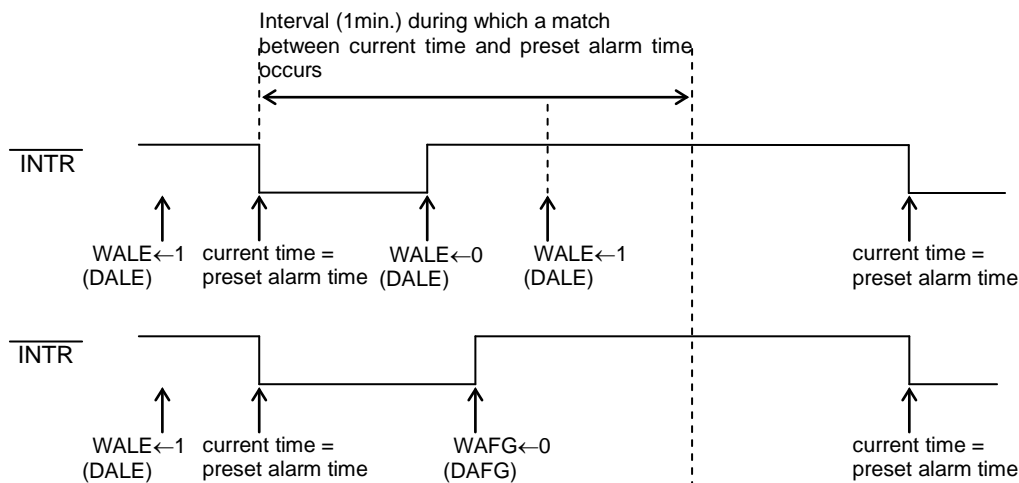 Interval (1min.) during which a match
between current time and preset alarm time
occurs
INTR
WALE←1
(DALE)
current time =
preset alarm time
WALE←0
(DALE)
WALE←1
(DALE)
current time =
preset alarm time
INTR
WALE←1
(DALE)
current time =
preset alarm time
WAFG←0
(DAFG)
current time =
preset alarm time